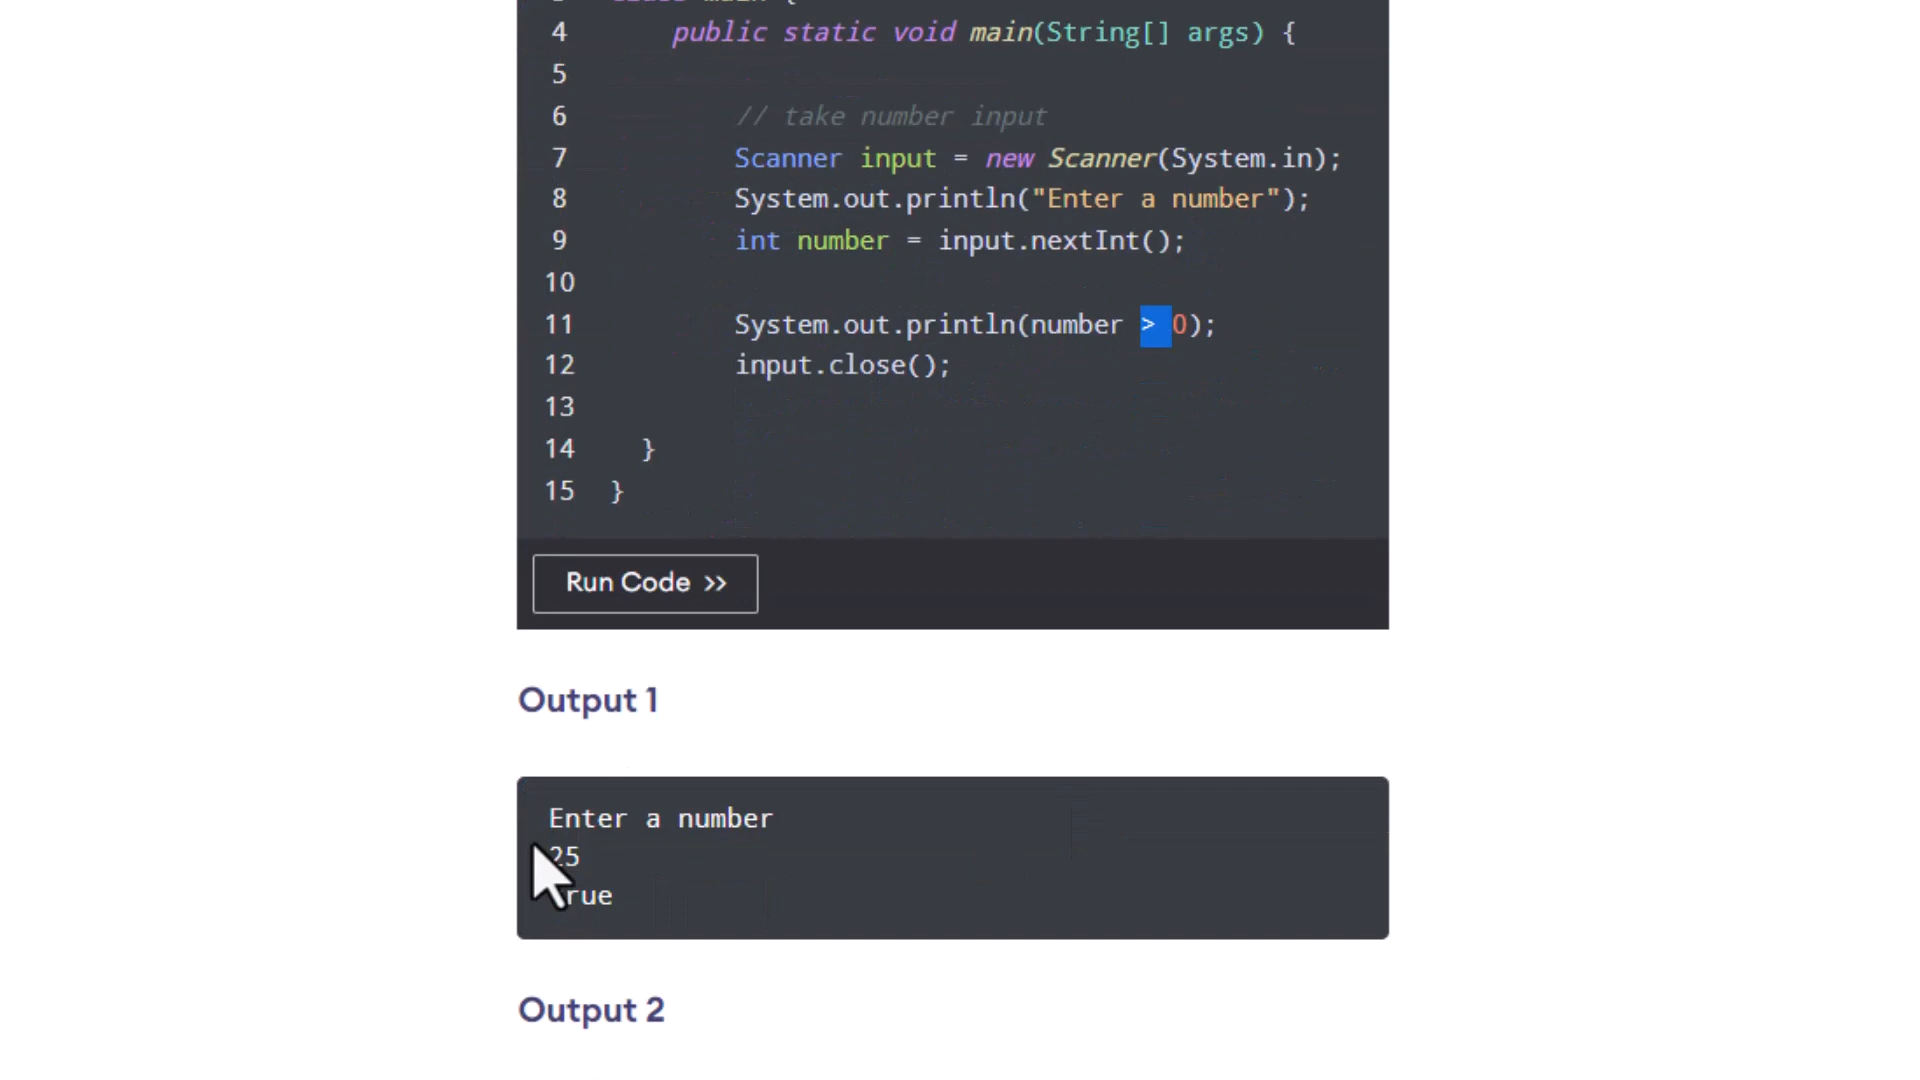 4 public static void main(String[] args) {
5
6 // take number input
7 Scanner input = new Scanner(System.in);
8 System.out.println("Enter a number");
9 int number = input.nextInt();
10
11 System.out.println(number > 0);
12 input.close();
13
14 }
15 }
Run Code >>
Output 1
Enter a number
25
rue
Output 2